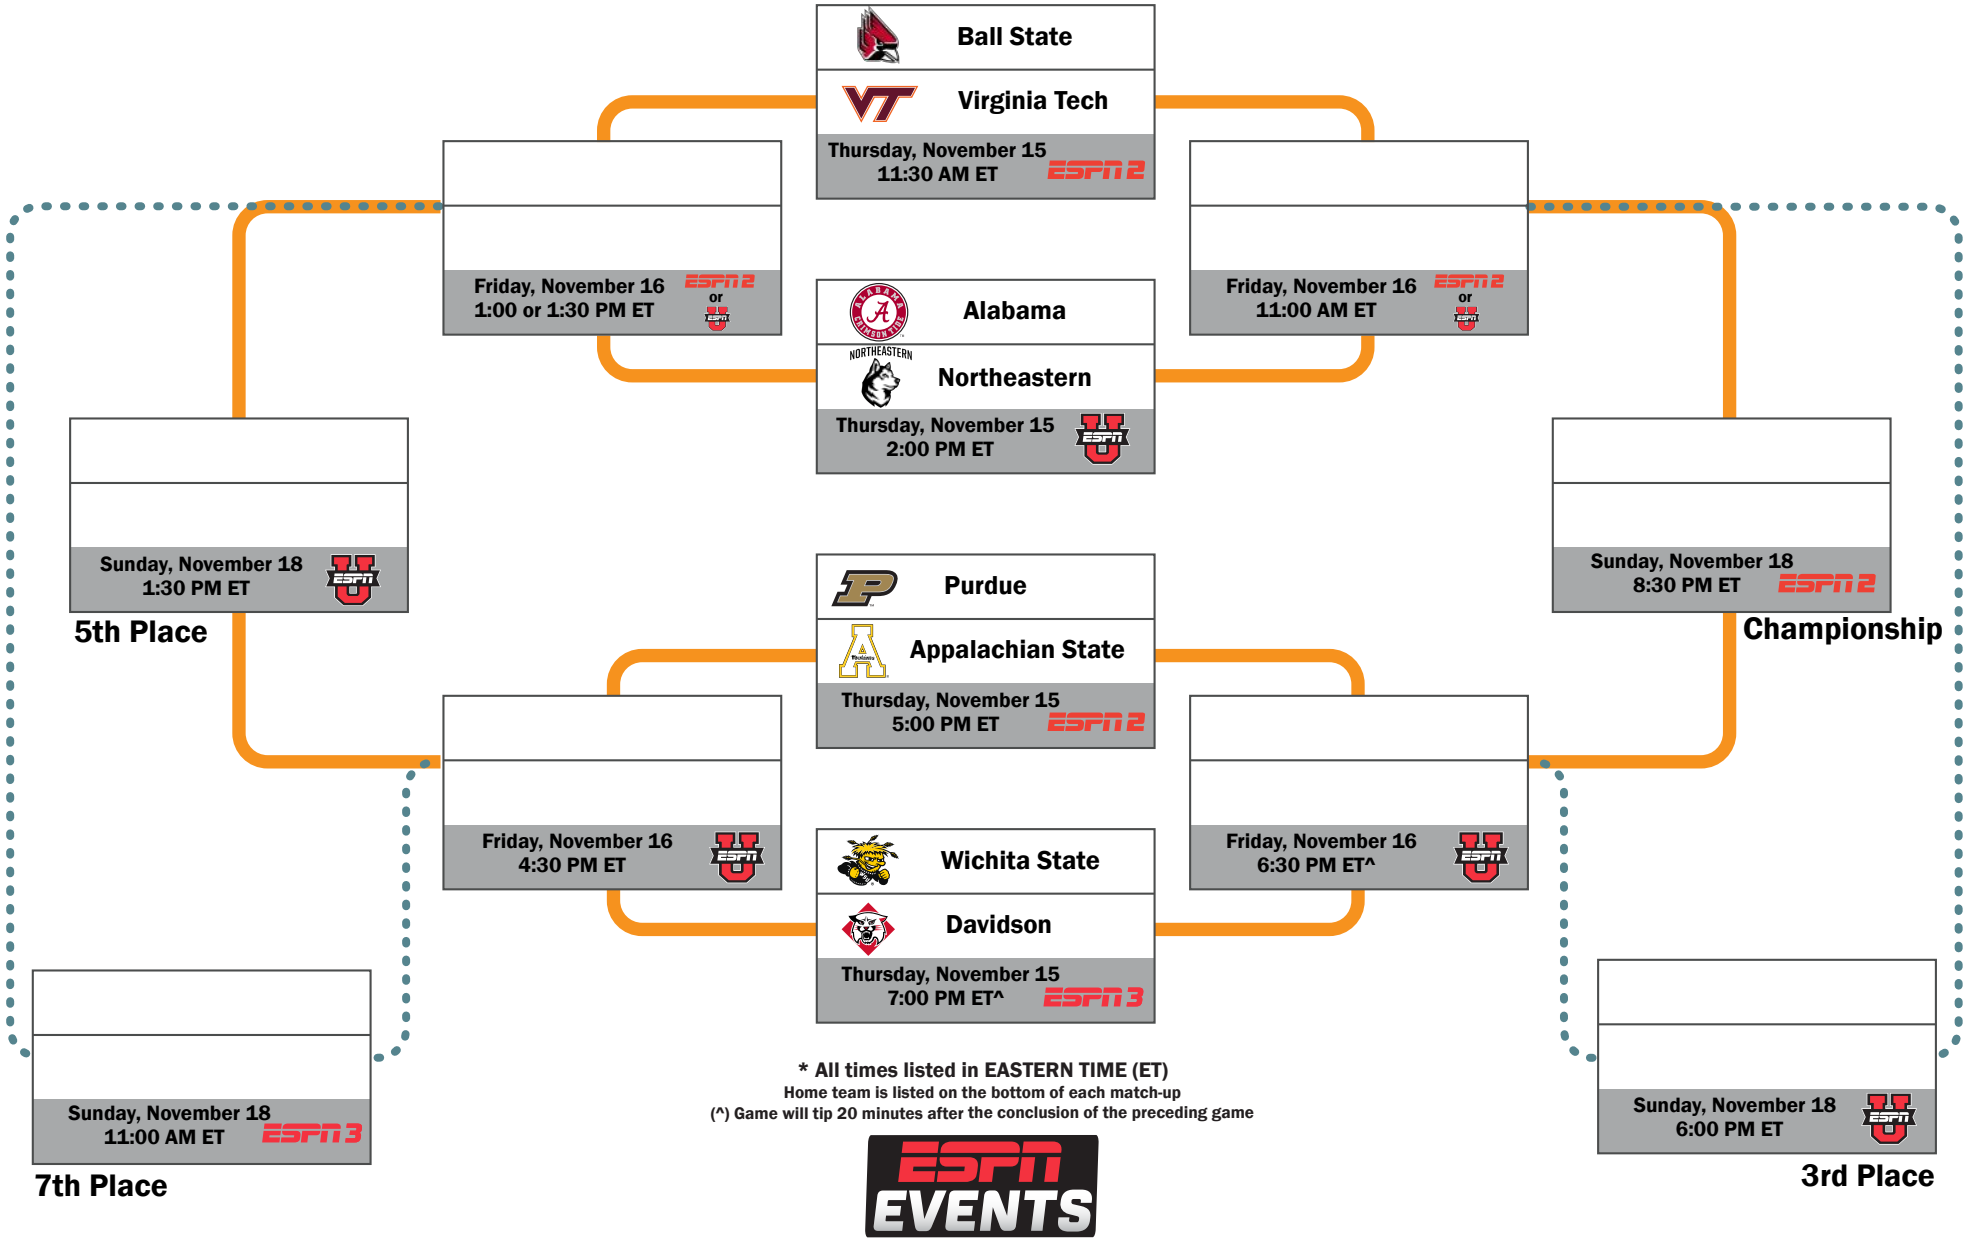 Ball State
VT Virginia Tech
Thursday, November 15
11:30 AM ET ESPN 2
Friday, November 16 ESPN 2
1:00 or 1:30 PM ET or
ESPN U
Friday, November 16 ESPN 2
11:00 AM ET or
ESPN U
ALABAMA A CRIMSON TIDE Alabama
NORTHEASTERN
Northeastern
Thursday, November 15
2:00 PM ET ESPN U
Sunday, November 18
1:30 PM ET ESPN U
5th Place
P Purdue
A Appalachian State
Thursday, November 15
5:00 PM ET ESPN 2
Sunday, November 18
8:30 PM ET ESPN 2
Championship
Friday, November 16
4:30 PM ET ESPN U
Wichita State
Davidson
Thursday, November 15
7:00 PM ET^ ESPN 3
Friday, November 16
6:30 PM ET^ ESPN U
Sunday, November 18
11:00 AM ET ESPN 3
7th Place
* All times listed in EASTERN TIME (ET)
Home team is listed on the bottom of each match-up
(^) Game will tip 20 minutes after the conclusion of the preceding game
ESPN
EVENTS
Sunday, November 18
6:00 PM ET ESPN U
3rd Place